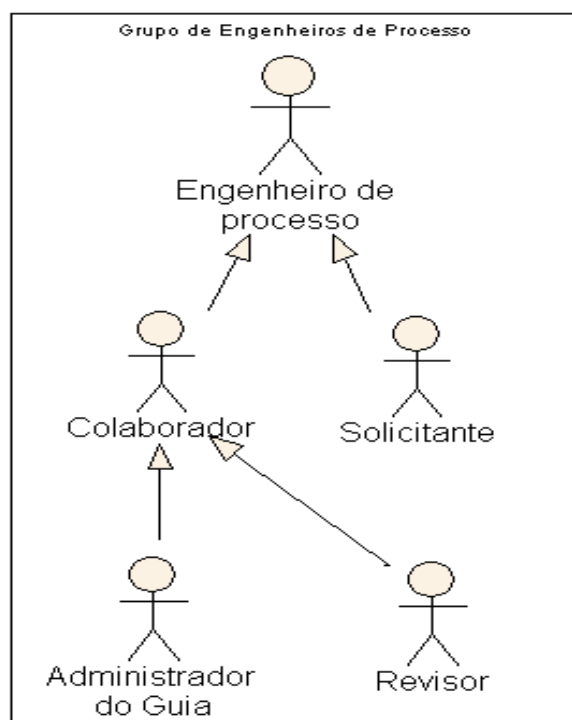 Grupo de Engenheiros de Processo
Engenheiro de
processo
Colaborador
Solicitante
Administrador
do Guia
Revisor